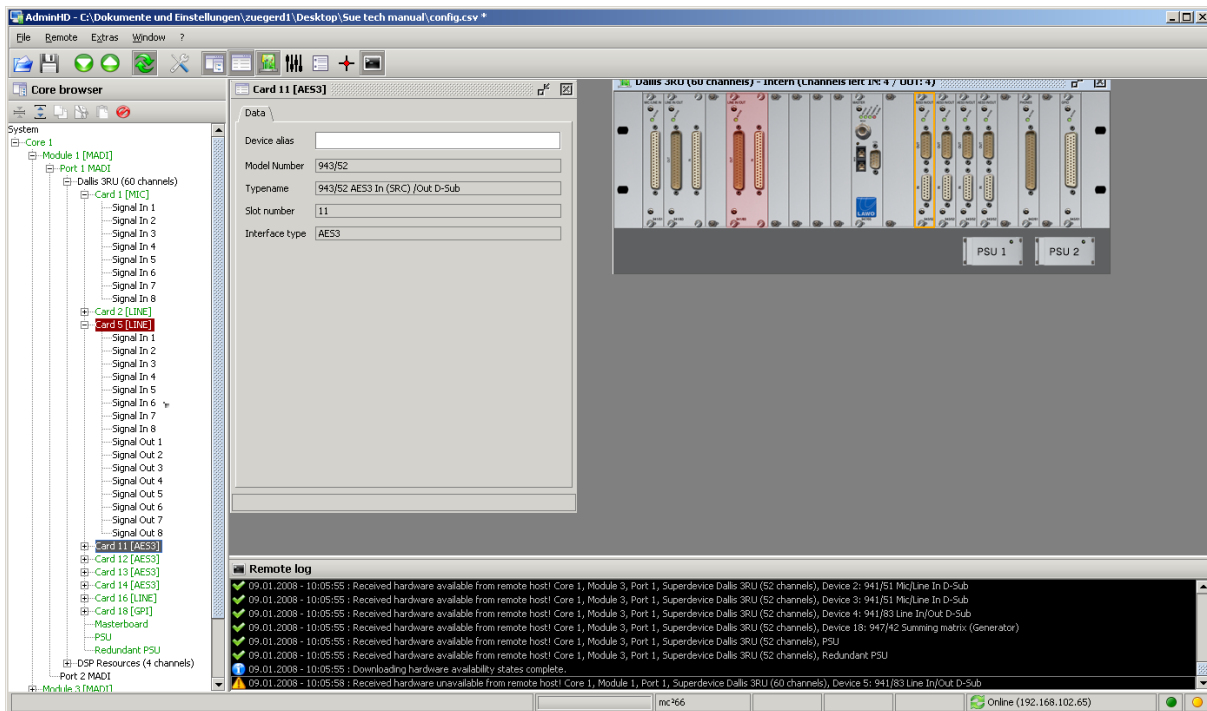 AdminHD - C:\Dokumente und Einstellungen\zuegerd1\Desktop\Sue tech manual\config.csv *
File Remote Extras Window ?
Core browser
System
Core 1
Module 1 [MADI]
Port 1 MADI
Dallis 3RU (60 channels)
Card 1 [MIC]
Signal In 1
Signal In 2
Signal In 3
Signal In 4
Signal In 5
Signal In 6
Signal In 7
Signal In 8
Card 2 [LINE]
Card 5 [LINE]
Signal In 1
Signal In 2
Signal In 3
Signal In 4
Signal In 5
Signal In 6
Signal In 7
Signal In 8
Signal Out 1
Signal Out 2
Signal Out 3
Signal Out 4
Signal Out 5
Signal Out 6
Signal Out 7
Signal Out 8
Card 11 [AES3]
Card 12 [AES3]
Card 13 [AES3]
Card 14 [AES3]
Card 16 [LINE]
Card 18 [GPI]
Masterboard
PSU
Redundant PSU
DSP Resources (4 channels)
Port 2 MADI
Module 3 [MADI]
Card 11 [AES3]
Data
Device alias
Model Number 943/52
Typename 943/52 AES3 In (SRC) /Out D-Sub
Slot number 11
Interface type AES3
Dallis 3RU (60 channels) - Intern (Channels left IN: 4 / OUT: 4)
LAWO
PSU 1
PSU 2
Remote log
09.01.2008 - 10:05:55 : Received hardware available from remote host! Core 1, Module 3, Port 1, Superdevice Dallis 3RU (52 channels), Device 2: 941/51 Mic/Line In D-Sub
09.01.2008 - 10:05:55 : Received hardware available from remote host! Core 1, Module 3, Port 1, Superdevice Dallis 3RU (52 channels), Device 3: 941/51 Mic/Line In D-Sub
09.01.2008 - 10:05:55 : Received hardware available from remote host! Core 1, Module 3, Port 1, Superdevice Dallis 3RU (52 channels), Device 4: 941/83 Line In/Out D-Sub
09.01.2008 - 10:05:55 : Received hardware available from remote host! Core 1, Module 3, Port 1, Superdevice Dallis 3RU (52 channels), Device 18: 947/42 Summing matrix (Generator)
09.01.2008 - 10:05:55 : Received hardware available from remote host! Core 1, Module 3, Port 1, Superdevice Dallis 3RU (52 channels), PSU
09.01.2008 - 10:05:55 : Received hardware available from remote host! Core 1, Module 3, Port 1, Superdevice Dallis 3RU (52 channels), Redundant PSU
09.01.2008 - 10:05:55 : Downloading hardware availability states complete.
09.01.2008 - 10:05:58 : Received hardware unavailable from remote host! Core 1, Module 1, Port 1, Superdevice Dallis 3RU (60 channels), Device 5: 941/83 Line In/Out D-Sub
mc²66
Online (192.168.102.65)